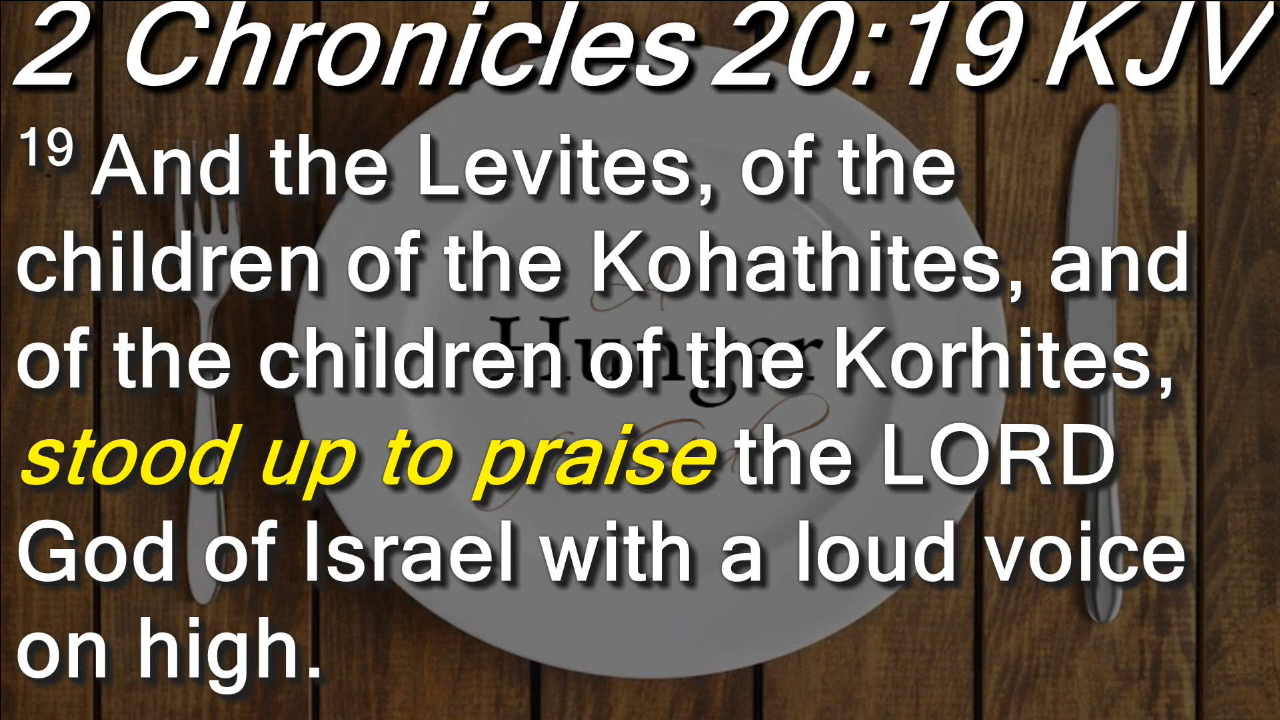 2 Chronicles 20:19 KJV
19 And the Levites, of the
children of the Kohathites, and
of the children of the Korhites,
stood up to praise the LORD
God of Israel with a loud voice
on high.
Hunger